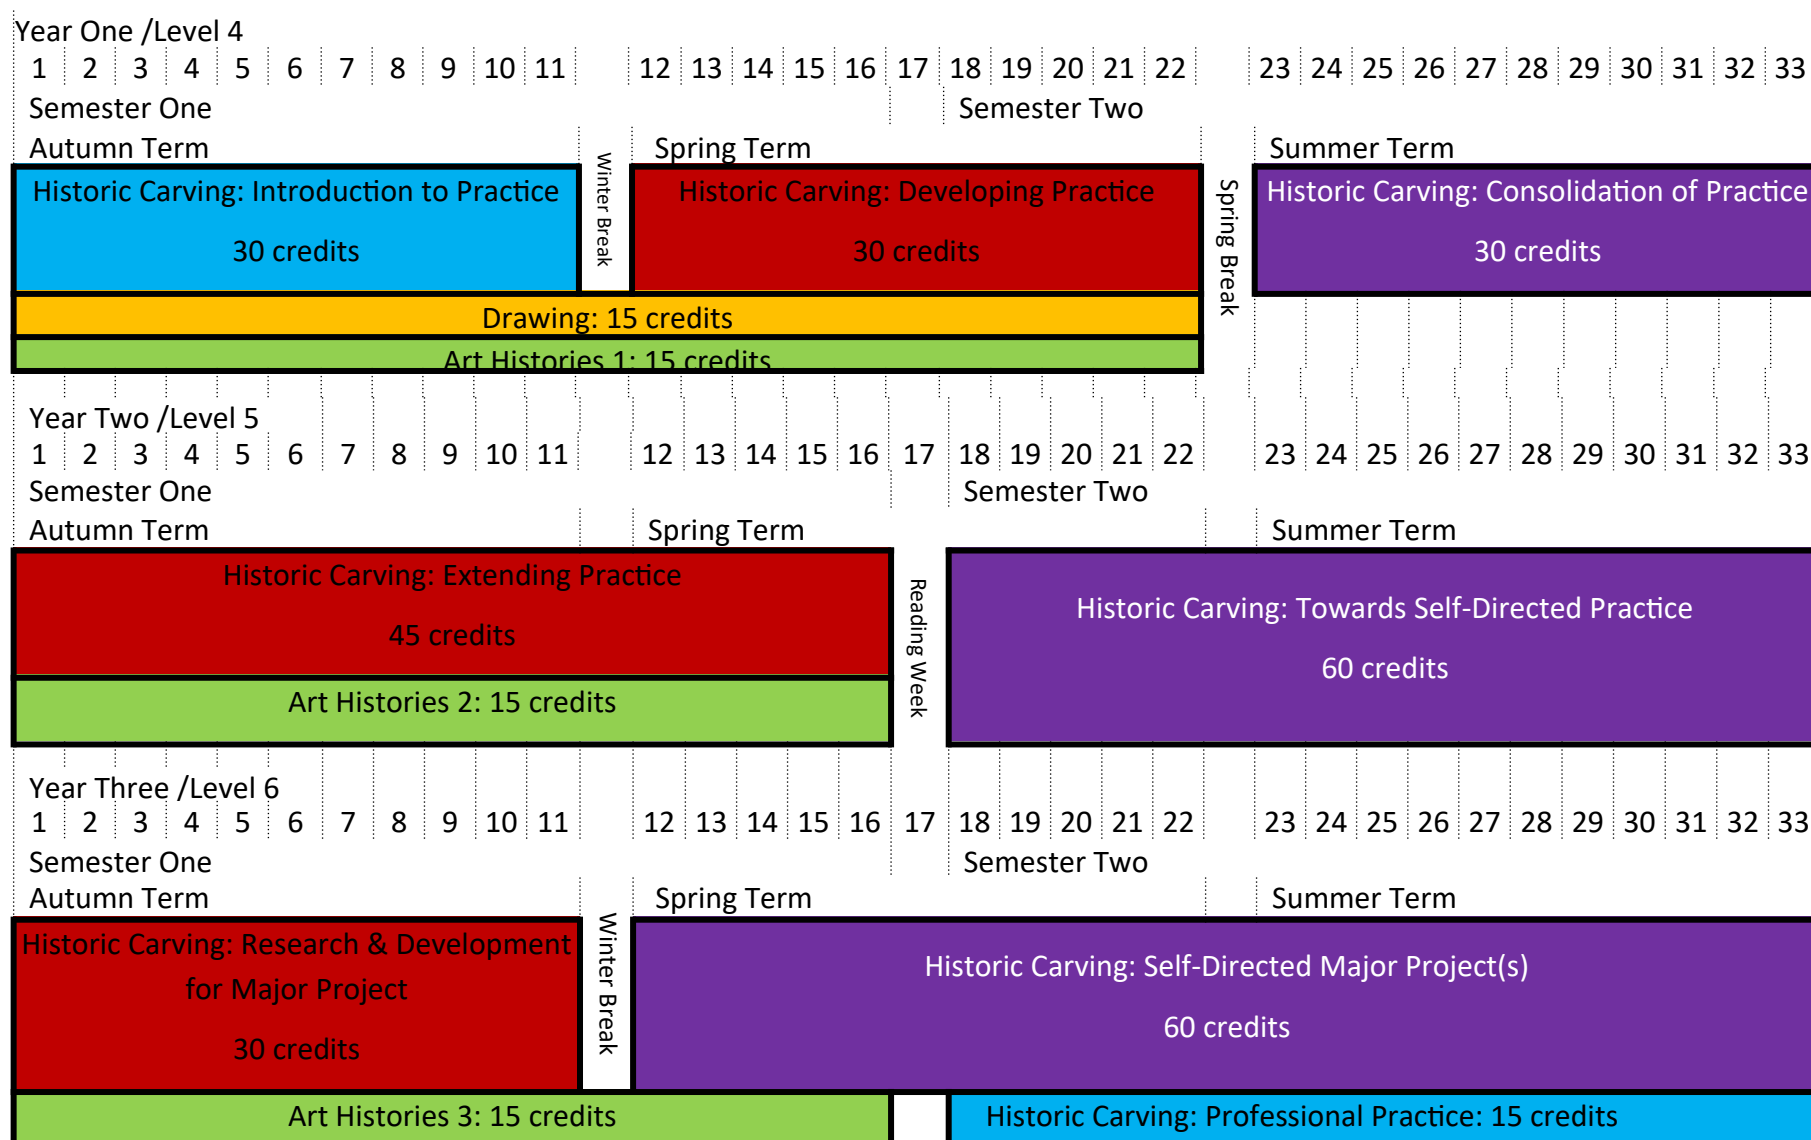 Year One /Level 4
1 2 3 4 5 6 7 8 9 10 11 12 13 14 15 16 17 18 19 20 21 22 23 24 25 26 27 28 29 30 31 32 33
Semester One Semester Two
Autumn Term Spring Term Summer Term
Winter Break
Spring Break
Historic Carving: Introduction to Practice
30 credits
Historic Carving: Developing Practice
30 credits
Historic Carving: Consolidation of Practice
30 credits
Drawing: 15 credits
Art Histories 1: 15 credits
Year Two /Level 5
1 2 3 4 5 6 7 8 9 10 11 12 13 14 15 16 17 18 19 20 21 22 23 24 25 26 27 28 29 30 31 32 33
Semester One Semester Two
Autumn Term Spring Term Summer Term
Historic Carving: Extending Practice
45 credits
Reading Week
Historic Carving: Towards Self-Directed Practice
60 credits
Art Histories 2: 15 credits
Year Three /Level 6
1 2 3 4 5 6 7 8 9 10 11 12 13 14 15 16 17 18 19 20 21 22 23 24 25 26 27 28 29 30 31 32 33
Semester One Semester Two
Autumn Term Spring Term Summer Term
Historic Carving: Research & Development
for Major Project
30 credits
Winter Break
Historic Carving: Self-Directed Major Project(s)
60 credits
Art Histories 3: 15 credits
Historic Carving: Professional Practice: 15 credits